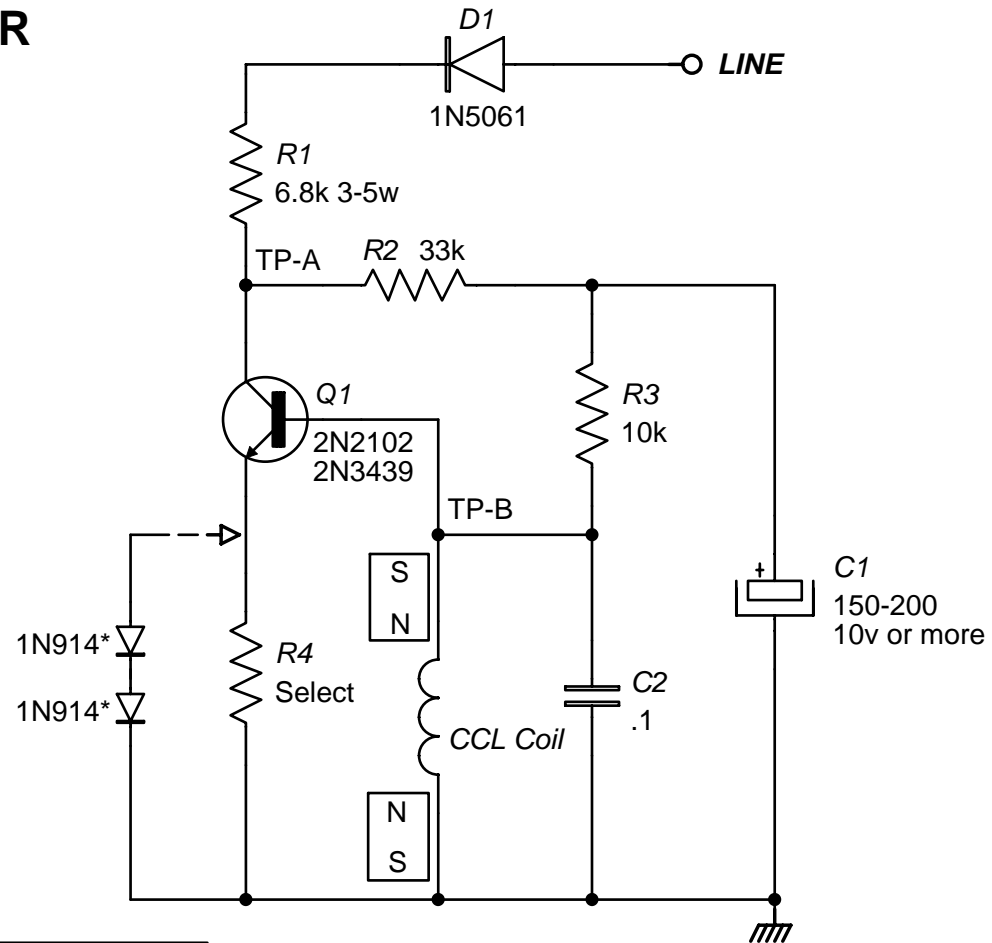 R
D1
LINE
1N5061
R1
6.8k 3-5w
TP-A
R2 33k
Q1
2N2102
2N3439
R3
10k
TP-B
S
N
C1
150-200
10v or more
+
1N914*
1N914*
R4
Select
CCL Coil
C2
.1
N
S